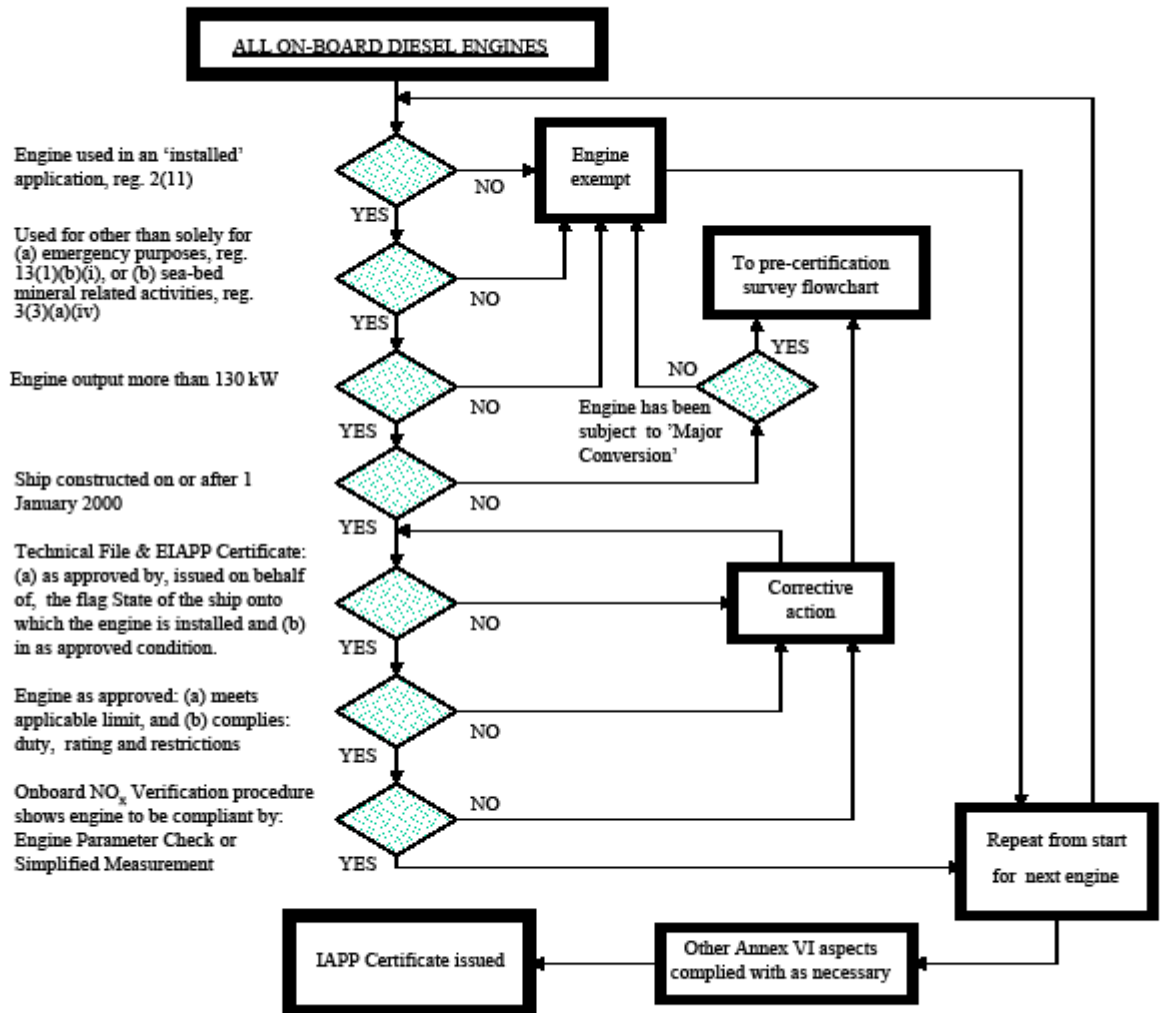 ALL ON-BOARD DIESEL ENGINES
Engine used in an ‘installed’
application, reg. 2(11)
NO
Engine
exempt
YES
Used for other than solely for
(a) emergency purposes, reg.
13(1)(b)(i), or (b) sea-bed
mineral related activities, reg.
3(3)(a)(iv)
NO
YES
To pre-certification
survey flowchart
Engine output more than 130 kW
NO
YES
NO
YES
Engine has been
subject to ’Major
Conversion’
Ship constructed on or after 1
January 2000
NO
YES
Technical File & EIAPP Certificate:
(a) as approved by, issued on behalf
of, the flag State of the ship onto
which the engine is installed and (b)
in as approved condition.
NO
YES
Corrective
action
Engine as approved: (a) meets
applicable limit, and (b) complies:
duty, rating and restrictions
NO
YES
Onboard NOx Verification procedure
shows engine to be compliant by:
Engine Parameter Check or
Simplified Measurement
NO
YES
Repeat from start
for next engine
Other Annex VI aspects
complied with as necessary
IAPP Certificate issued